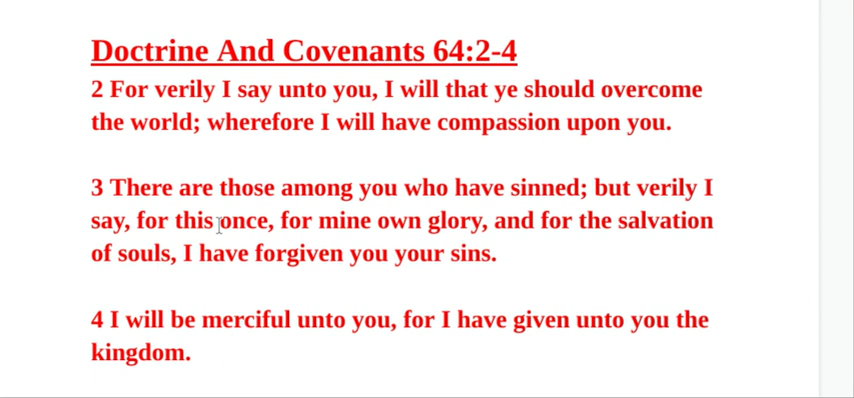 Doctrine And Covenants 64:2-4
2 For verily I say unto you, I will that ye should overcome
the world; wherefore I will have compassion upon you.
3 There are those among you who have sinned; but verily I
say, for this once, for mine own glory, and for the salvation
of souls, I have forgiven you your sins.
4 I will be merciful unto you, for I have given unto you the
kingdom.